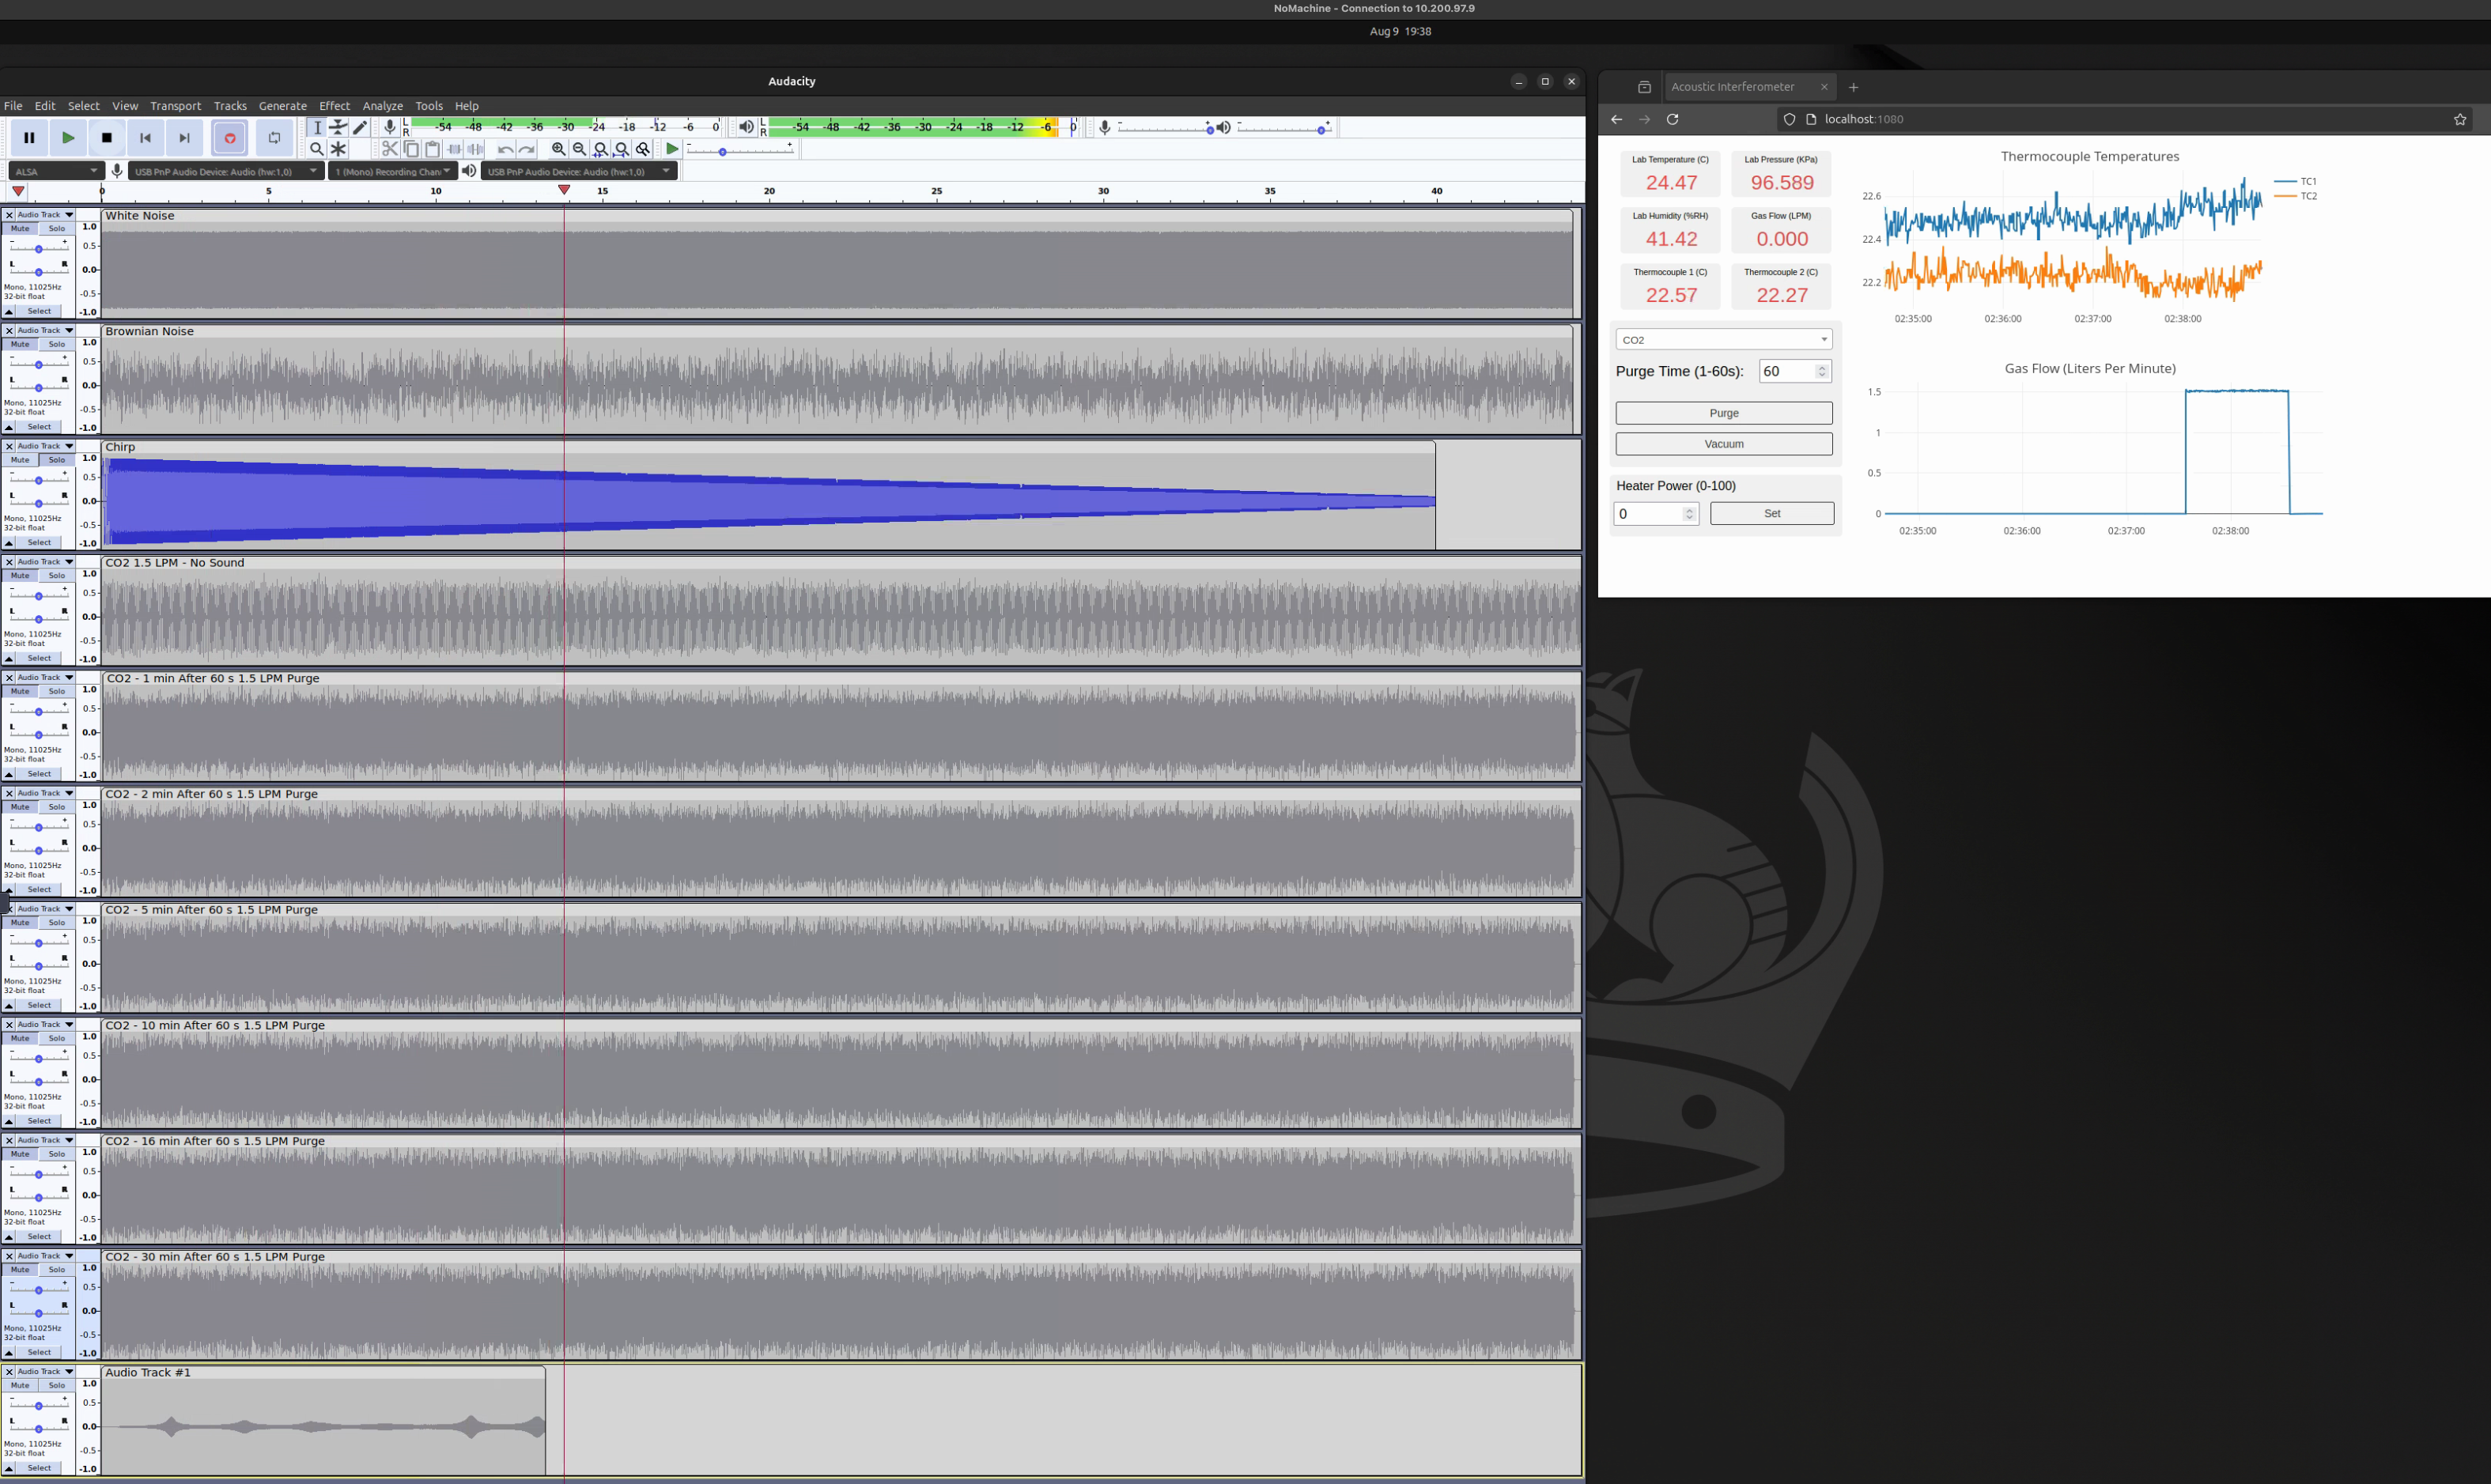 NoMachine - Connection to 10.200.97.9
Aug 9 19:38
Audacity
File Edit Select View Transport Tracks Generate Effect Analyze Tools Help
L R -54 -48 -42 -36 -30 -24 -18 -12 -6 0
L R -54 -48 -42 -36 -30 -24 -18 -12 -6 0
ALSA
USB PnP Audio Device: Audio (hw:1,0)
1 (Mono) Recording Chan
USB PnP Audio Device: Audio (hw:1,0)
0 5 10 15 20 25 30 35 40
Audio Track
White Noise
Mute Solo
- +
L R
Mono, 11025Hz
32-bit float
Select
1.0
0.5
0.0
-0.5
-1.0
Audio Track
Brownian Noise
Mute Solo
- +
L R
Mono, 11025Hz
32-bit float
Select
1.0
0.5
0.0
-0.5
-1.0
Audio Track
Chirp
Mute Solo
- +
L R
Mono, 11025Hz
32-bit float
Select
1.0
0.5
0.0
-0.5
-1.0
Audio Track
CO2 1.5 LPM - No Sound
Mute Solo
- +
L R
Mono, 11025Hz
32-bit float
Select
1.0
0.5
0.0
-0.5
-1.0
Audio Track
CO2 - 1 min After 60 s 1.5 LPM Purge
Mute Solo
- +
L R
Mono, 11025Hz
32-bit float
Select
1.0
0.5
0.0
-0.5
-1.0
Audio Track
CO2 - 2 min After 60 s 1.5 LPM Purge
Mute Solo
- +
L R
Mono, 11025Hz
32-bit float
Select
1.0
0.5
0.0
-0.5
-1.0
Audio Track
CO2 - 5 min After 60 s 1.5 LPM Purge
Mute Solo
- +
L R
Mono, 11025Hz
32-bit float
Select
1.0
0.5
0.0
-0.5
-1.0
Audio Track
CO2 - 10 min After 60 s 1.5 LPM Purge
Mute Solo
- +
L R
Mono, 11025Hz
32-bit float
Select
1.0
0.5
0.0
-0.5
-1.0
Audio Track
CO2 - 16 min After 60 s 1.5 LPM Purge
Mute Solo
- +
L R
Mono, 11025Hz
32-bit float
Select
1.0
0.5
0.0
-0.5
-1.0
Audio Track
CO2 - 30 min After 60 s 1.5 LPM Purge
Mute Solo
- +
L R
Mono, 11025Hz
32-bit float
Select
1.0
0.5
0.0
-0.5
-1.0
Audio Track
Audio Track #1
Mute Solo
- +
L R
Mono, 11025Hz
32-bit float
Select
1.0
0.5
0.0
-0.5
-1.0
Acoustic Interferometer
localhost:1080
Lab Temperature (C)
24.47
Lab Pressure (KPa)
96.589
Lab Humidity (%RH)
41.42
Gas Flow (LPM)
0.000
Thermocouple 1 (C)
22.57
Thermocouple 2 (C)
22.27
CO2
Purge Time (1-60s): 60
Purge
Vacuum
Heater Power (0-100)
0 Set
Thermocouple Temperatures
22.6
22.4
22.2
02:35:00 02:36:00 02:37:00 02:38:00
TC1
TC2
Gas Flow (Liters Per Minute)
1.5
1
0.5
0
02:35:00 02:36:00 02:37:00 02:38:00